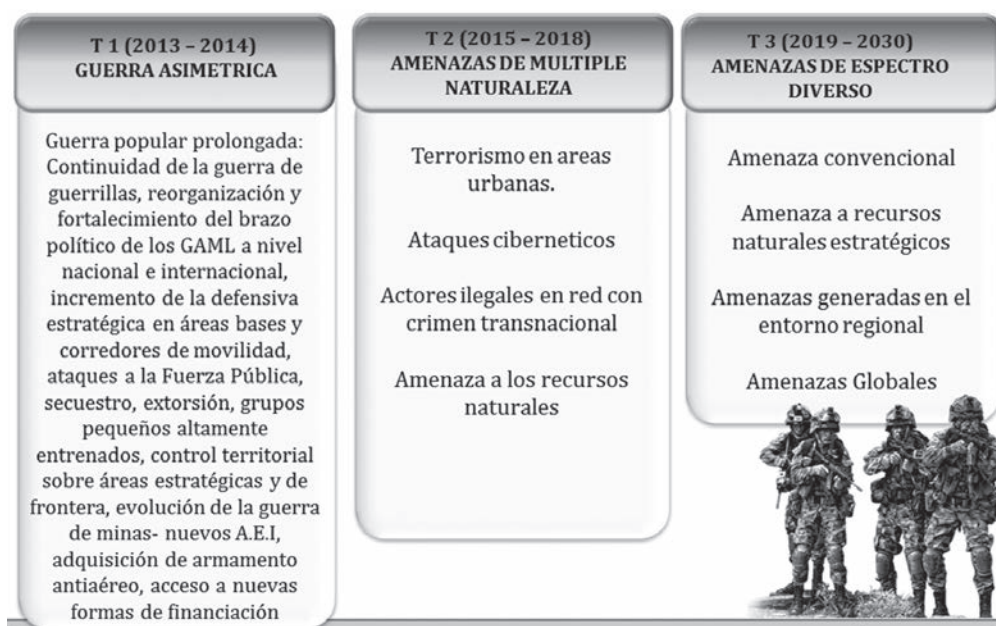 T 1 (2013 – 2014)
GUERRA ASIMETRICA
Guerra popular prolongada:
Continuidad de la guerra de
guerrillas, reorganización y
fortalecimiento del brazo
político de los GAML a nivel
nacional e internacional,
incremento de la defensiva
estratégica en áreas bases y
corredores de movilidad,
ataques a la Fuerza Pública,
secuestro, extorsión, grupos
pequeños altamente
entrenados, control territorial
sobre áreas estratégicas y de
frontera, evolución de la guerra
de minas- nuevos A.E.I,
adquisición de armamento
antiaéreo, acceso a nuevas
formas de financiación
T 2 (2015 – 2018)
AMENAZAS DE MULTIPLE
NATURALEZA
Terrorismo en areas
urbanas.
Ataques ciberneticos
Actores ilegales en red con
crimen transnacional
Amenaza a los recursos
naturales
T 3 (2019 – 2030)
AMENAZAS DE ESPECTRO
DIVERSO
Amenaza convencional
Amenaza a recursos
naturales estratégicos
Amenazas generadas en el
entorno regional
Amenazas Globales